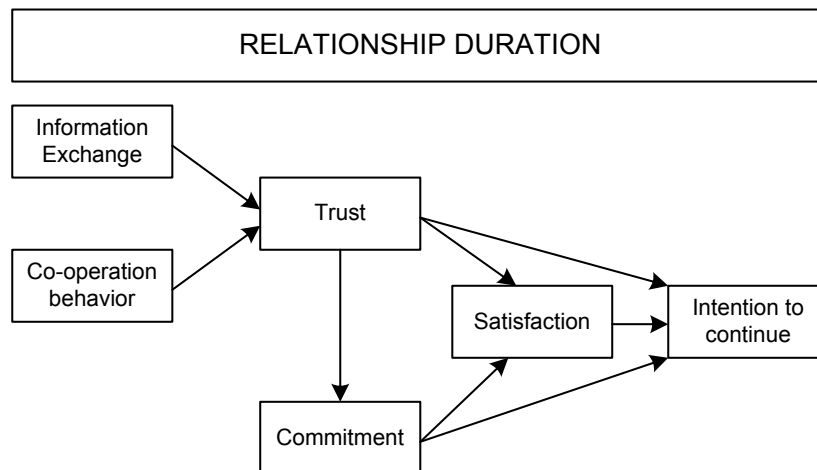 RELATIONSHIP DURATION
Information
Exchange
Trust
Co-operation
behavior
Satisfaction
Intention to
continue
Commitment